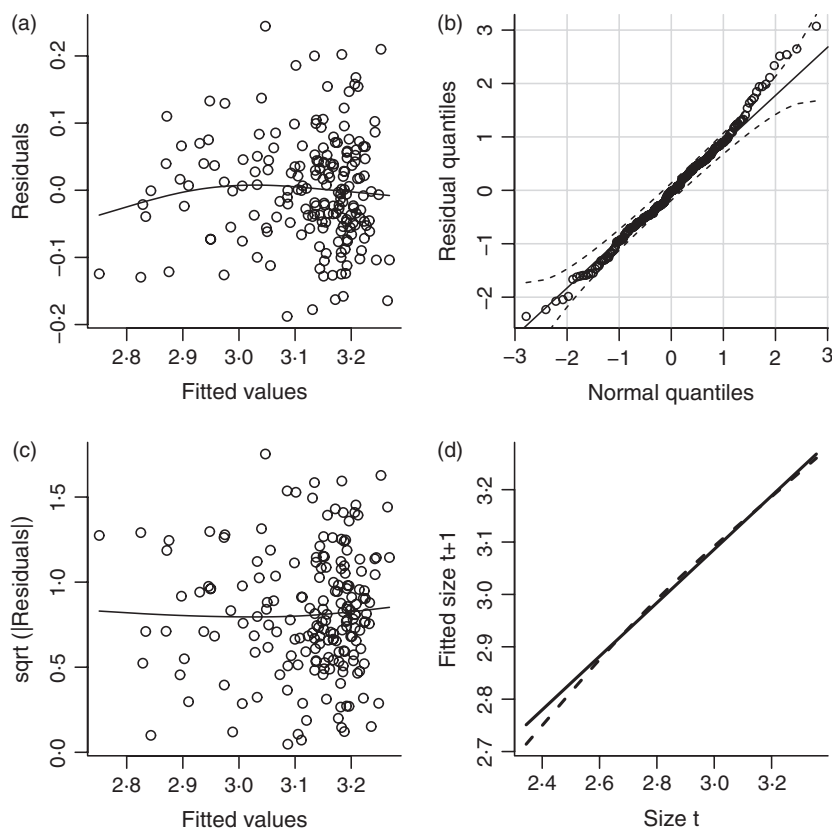 (a)
Residuals
0·2
0·1
0·0
−0·1
−0·2
2·8 2·9 3·0 3·1 3·2
Fitted values
(b)
Residual quantiles
3
2
1
0
−1
−2
−3 −2 −1 0 1 2 3
Normal quantiles
(c)
sqrt (|Residuals|)
1·5
1·0
0·5
0·0
2·8 2·9 3·0 3·1 3·2
Fitted values
(d)
Fitted size t+1
3·2
3·1
3·0
2·9
2·8
2·7
2·4 2·6 2·8 3·0 3·2
Size t